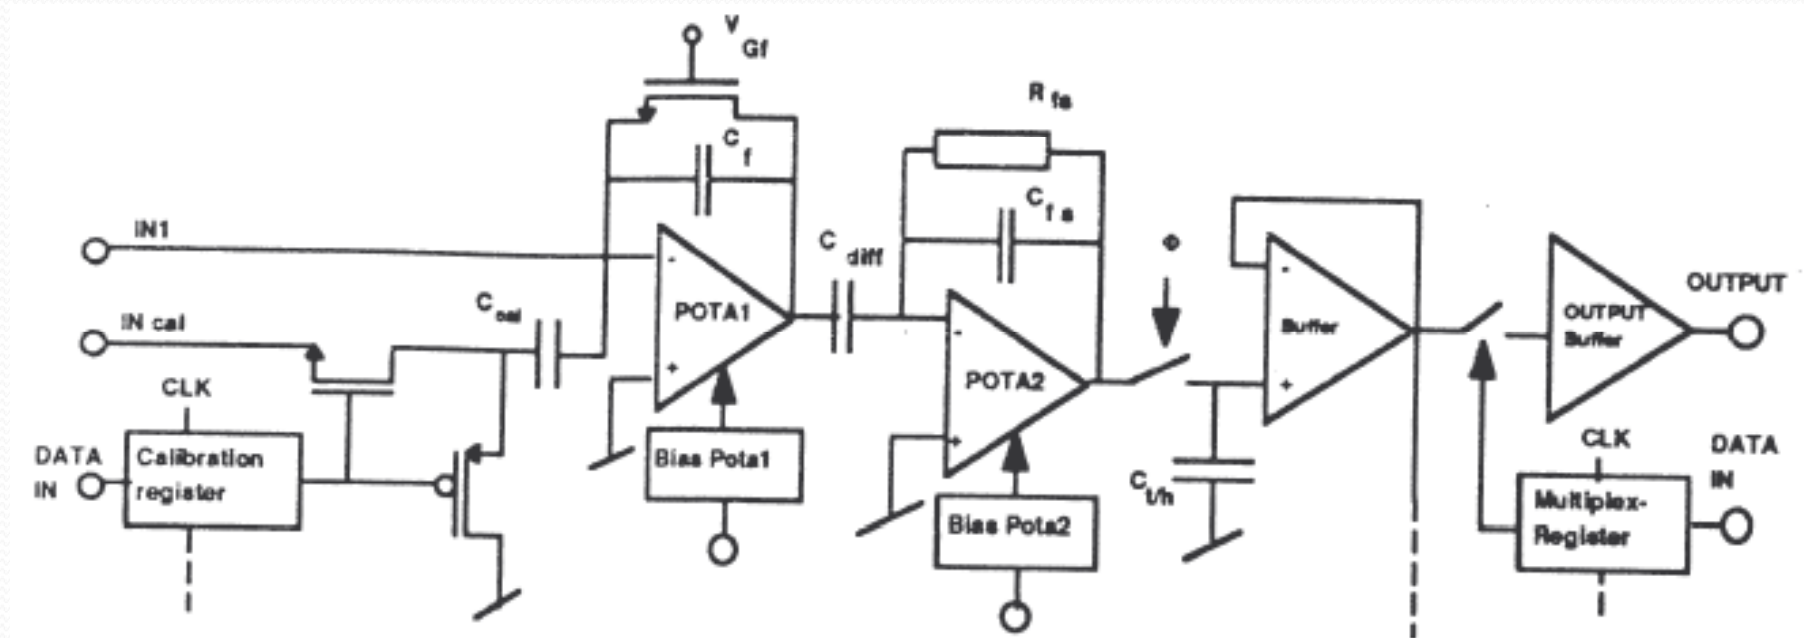 V
Gf
R fs
C
f
C
f s
IN1
C
diff
Φ
-
-
-
OUTPUT
POTA1
OUTPUT
Buffer
Buffer
C cal
IN cal
+
POTA2
+
CLK
+
CLK
DATA
IN
Calibration
register
Bias Pota1
DATA
IN
C t/h
Multiplex-
Register
Bias Pota2